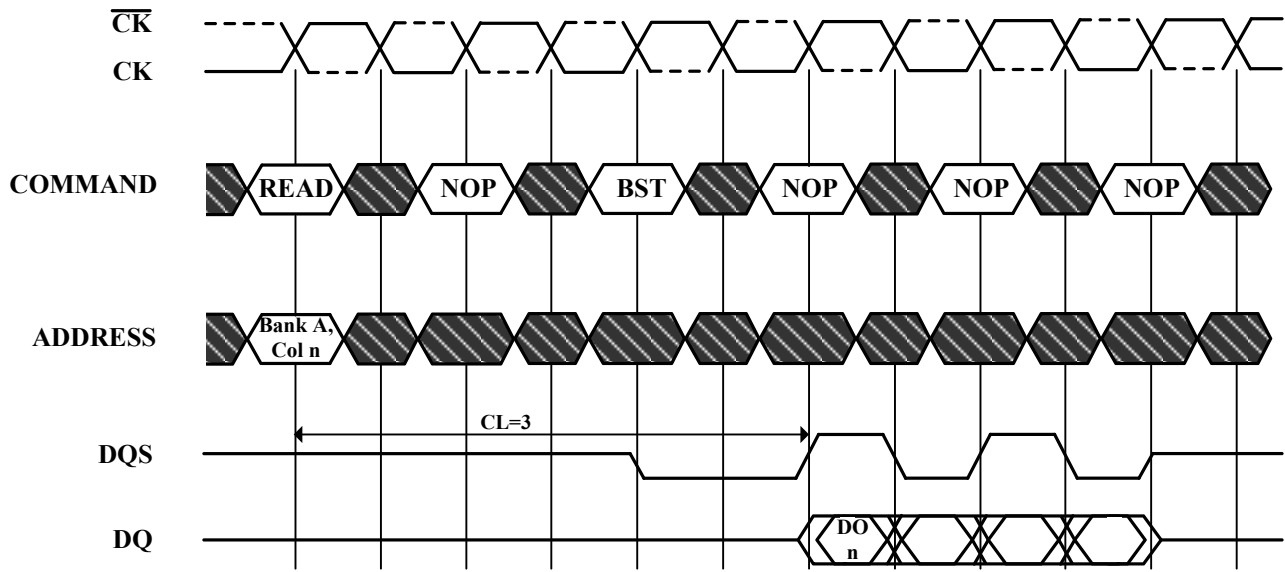 CK
CK
COMMAND READ NOP BST NOP NOP NOP
ADDRESS Bank A,
Col n
CL=3
DQS
DQ DO
n